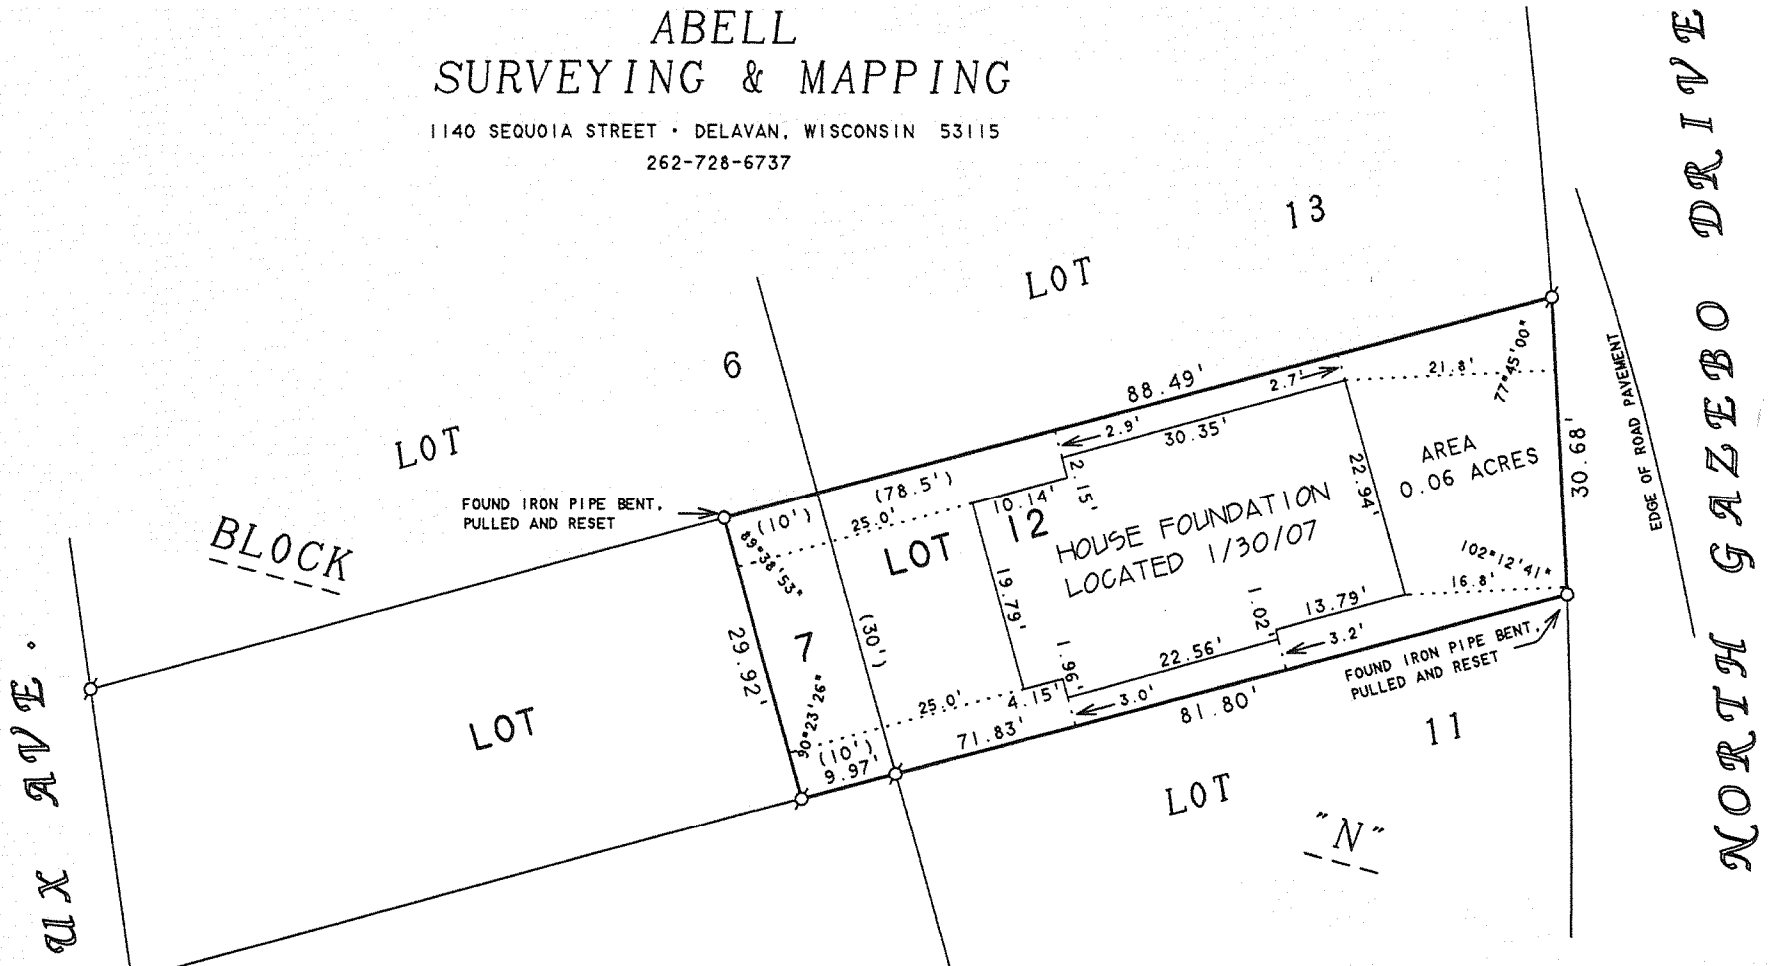 ABELL
SURVEYING & MAPPING
1140 SEQUOIA STREET • DELAVAN, WISCONSIN 53115
262-728-6737
NORTH GAZEBO DRIVE
13
LOT
6
LOT
88.49'
2.7'
21.8'
77°45'00"
EDGE OF ROAD PAVEMENT
2.9'
30.35'
AREA
0.06 ACRES
30.68'
FOUND IRON PIPE BENT,
PULLED AND RESET
(78.5')
(10')
25.0'
10.14'
2.15'
22.94'
BLOCK
89°38'53"
LOT 12
HOUSE FOUNDATION
LOCATED 1/30/07
102°12'41"
16.8'
19.79'
1.02'
13.79'
29.92'
7
(30')
3.2'
22.56'
1.96'
FOUND IRON PIPE BENT,
PULLED AND RESET
90°23'26"
25.0'
4.15'
3.0'
81.80'
71.83'
(10')
9.97'
LOT
11
LOT
"N"
UX AVE.